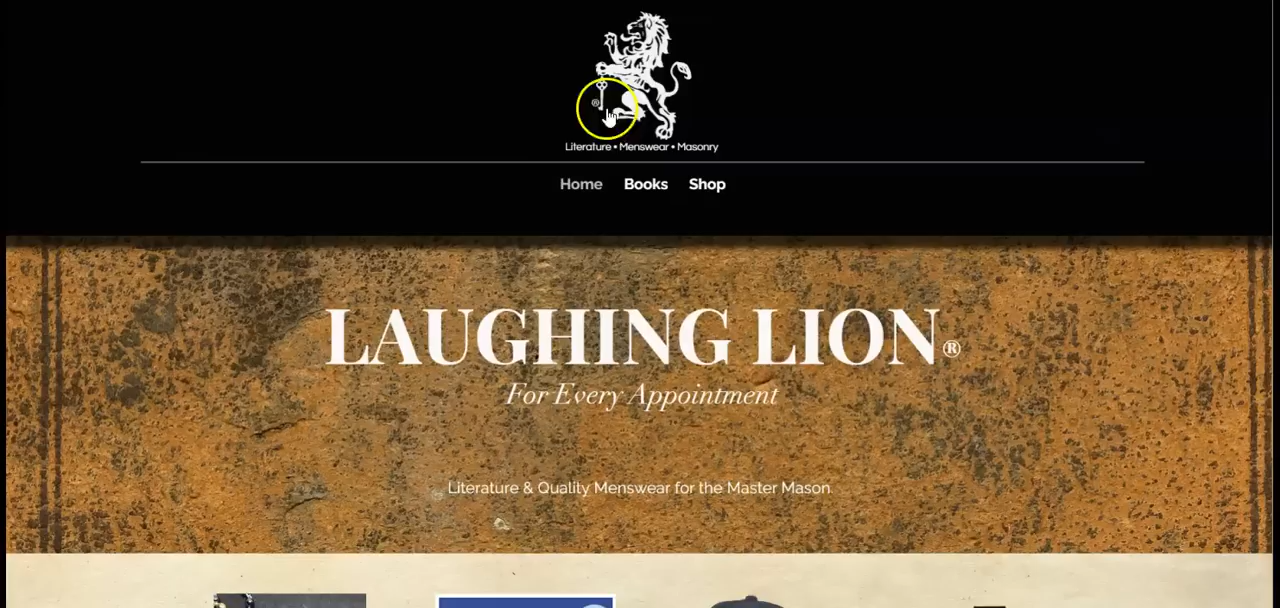 ®
Literature • Menswear • Masonry
Home Books Shop
LAUGHING LION®
For Every Appointment
Literature & Quality Menswear for the Master Mason